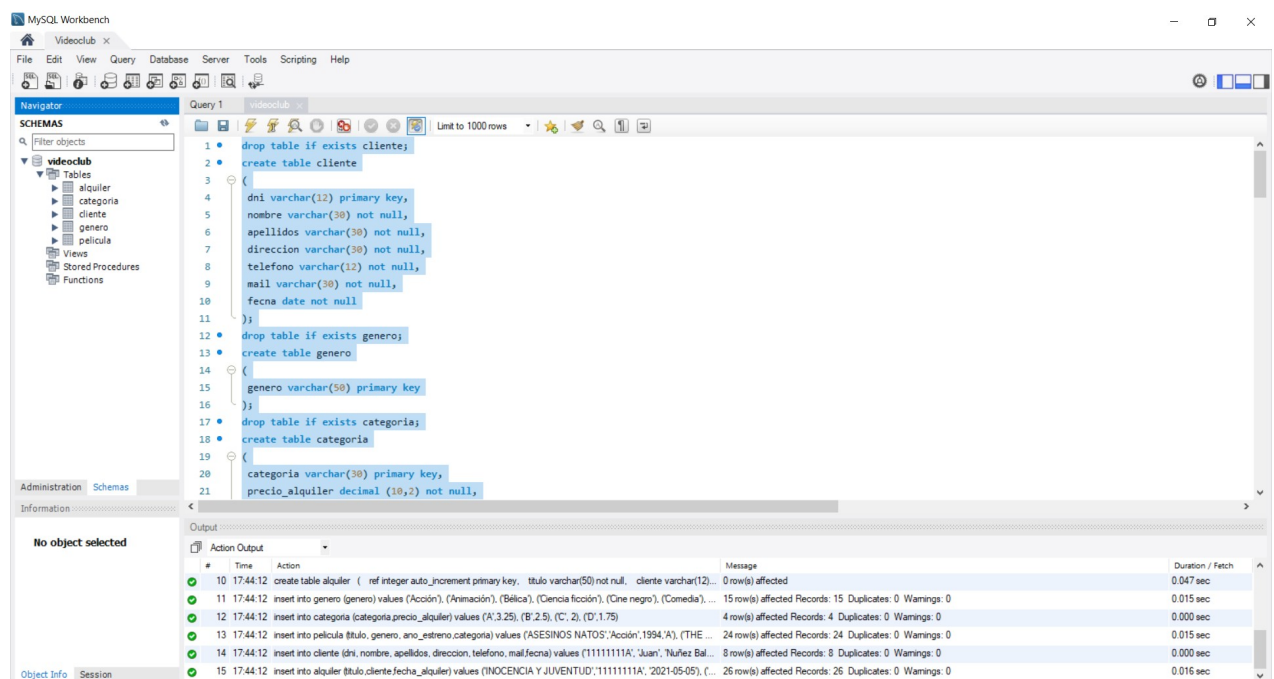 MySQL Workbench
Videoclub
File Edit View Query Database Server Tools Scripting Help
Navigator
SCHEMAS
Filter objects
videoclub
Tables
alquiler
categoria
cliente
genero
pelicula
Views
Stored Procedures
Functions
Administration Schemas
Information
No object selected
Object Info Session
Query 1 videoclub
Limit to 1000 rows
1 drop table if exists cliente;
2 create table cliente
3 (
4 dni varchar(12) primary key,
5 nombre varchar(30) not null,
6 apellidos varchar(30) not null,
7 direccion varchar(30) not null,
8 telefono varchar(12) not null,
9 mail varchar(30) not null,
10 fecna date not null
11 );
12 drop table if exists genero;
13 create table genero
14 (
15 genero varchar(50) primary key
16 );
17 drop table if exists categoria;
18 create table categoria
19 (
20 categoria varchar(30) primary key,
21 precio_alquiler decimal (10,2) not null,
Output
Action Output
# Time Action Message Duration / Fetch
10 17:44:12 create table alquiler ( ref integer auto_increment primary key, titulo varchar(50) not null, cliente varchar(12)... 0 row(s) affected 0.047 sec
11 17:44:12 insert into genero (genero) values ('Acción'), ('Animación'), ('Bélica'), ('Ciencia ficción'), ('Cine negro'), ('Comedia'), ... 15 row(s) affected Records: 15 Duplicates: 0 Warnings: 0 0.015 sec
12 17:44:12 insert into categoria (categoria,precio_alquiler) values ('A',3.25), ('B',2.5), ('C', 2), ('D',1.75) 4 row(s) affected Records: 4 Duplicates: 0 Warnings: 0 0.000 sec
13 17:44:12 insert into pelicula (titulo, genero, ano_estreno,categoria) values ('ASESINOS NATOS','Acción',1994,'A'), ('THE ... 24 row(s) affected Records: 24 Duplicates: 0 Warnings: 0 0.015 sec
14 17:44:12 insert into cliente (dni, nombre, apellidos, direccion, telefono, mail,fecna) values ('11111111A', 'Juan', 'Nuñez Bal... 8 row(s) affected Records: 8 Duplicates: 0 Warnings: 0 0.000 sec
15 17:44:12 insert into alquiler (titulo,cliente,fecha_alquiler) values ('INOCENCIA Y JUVENTUD','11111111A', '2021-05-05'), ('... 26 row(s) affected Records: 26 Duplicates: 0 Warnings: 0 0.016 sec